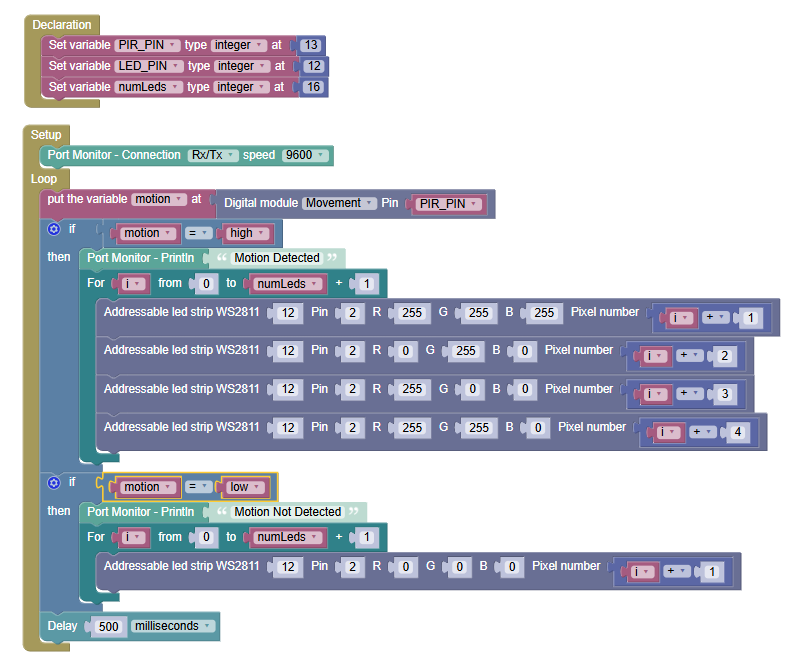 Declaration
Set variable PIR_PIN type integer at 13
Set variable LED_PIN type integer at 12
Set variable numLeds type integer at 16
Setup
Port Monitor - Connection Rx/Tx speed 9600
Loop
put the variable motion at Digital module Movement Pin PIR_PIN
if motion = high
then Port Monitor - Println “ Motion Detected ”
For i from 0 to numLeds + 1
Addressable led strip WS2811 12 Pin 2 R 255 G 255 B 255 Pixel number i + 1
Addressable led strip WS2811 12 Pin 2 R 0 G 255 B 0 Pixel number i + 2
Addressable led strip WS2811 12 Pin 2 R 255 G 0 B 0 Pixel number i + 3
Addressable led strip WS2811 12 Pin 2 R 255 G 255 B 0 Pixel number i + 4
if motion = low
then Port Monitor - Println “ Motion Not Detected ”
For i from 0 to numLeds + 1
Addressable led strip WS2811 12 Pin 2 R 0 G 0 B 0 Pixel number i + 1
Delay 500 milliseconds